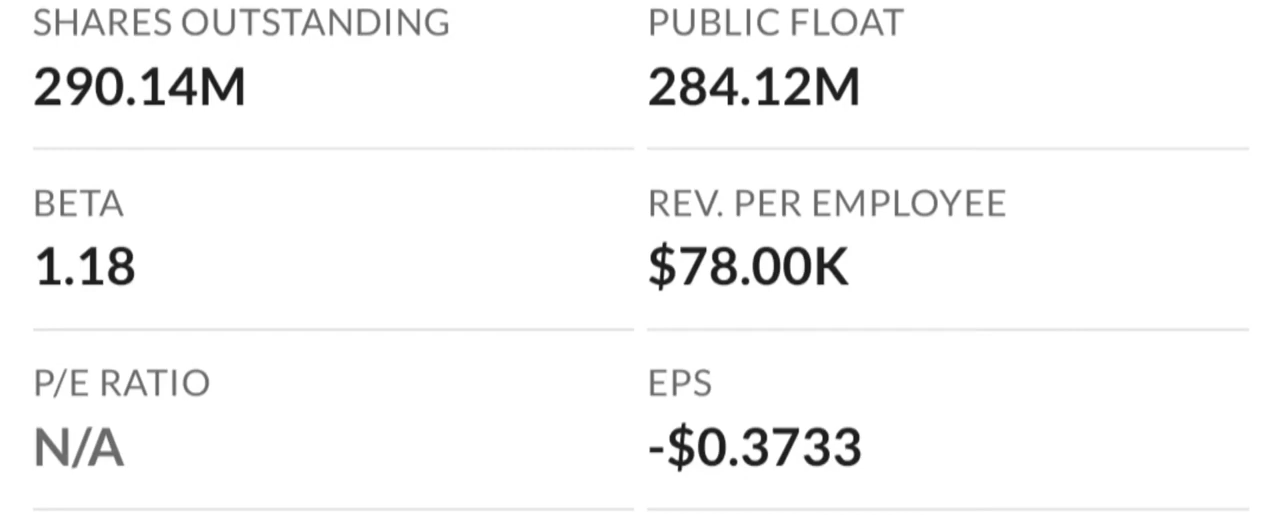 SHARES OUTSTANDING
290.14M
PUBLIC FLOAT
284.12M
BETA
1.18
REV. PER EMPLOYEE
$78.00K
P/E RATIO
N/A
EPS
-$0.3733